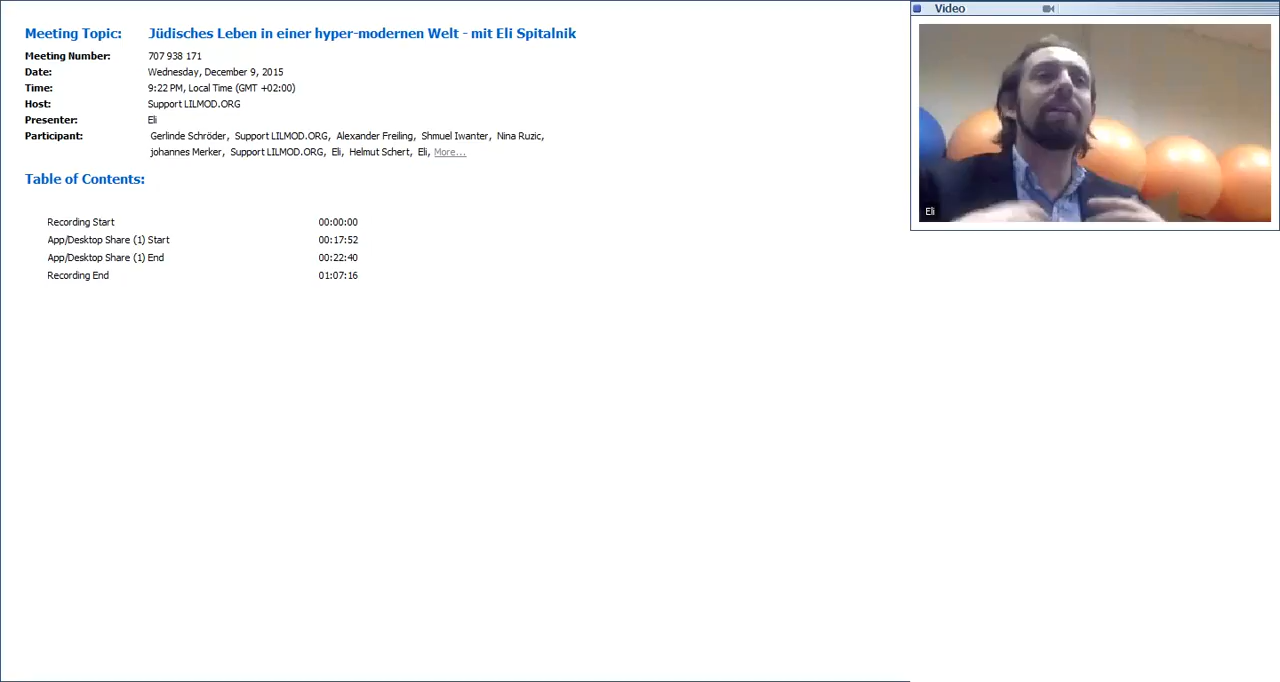 Meeting Topic: Jüdisches Leben in einer hyper-modernen Welt - mit Eli Spitalnik
Meeting Number: 707 938 171
Date: Wednesday, December 9, 2015
Time: 9:22 PM, Local Time (GMT +02:00)
Host: Support LILMOD.ORG
Presenter: Eli
Participant: Gerlinde Schröder, Support LILMOD.ORG, Alexander Freiling, Shmuel Iwanter, Nina Ruzic,
johannes Merker, Support LILMOD.ORG, Eli, Helmut Schert, Eli, More...
Table of Contents:
Recording Start 00:00:00
App/Desktop Share (1) Start 00:17:52
App/Desktop Share (1) End 00:22:40
Recording End 01:07:16
Video
Eli